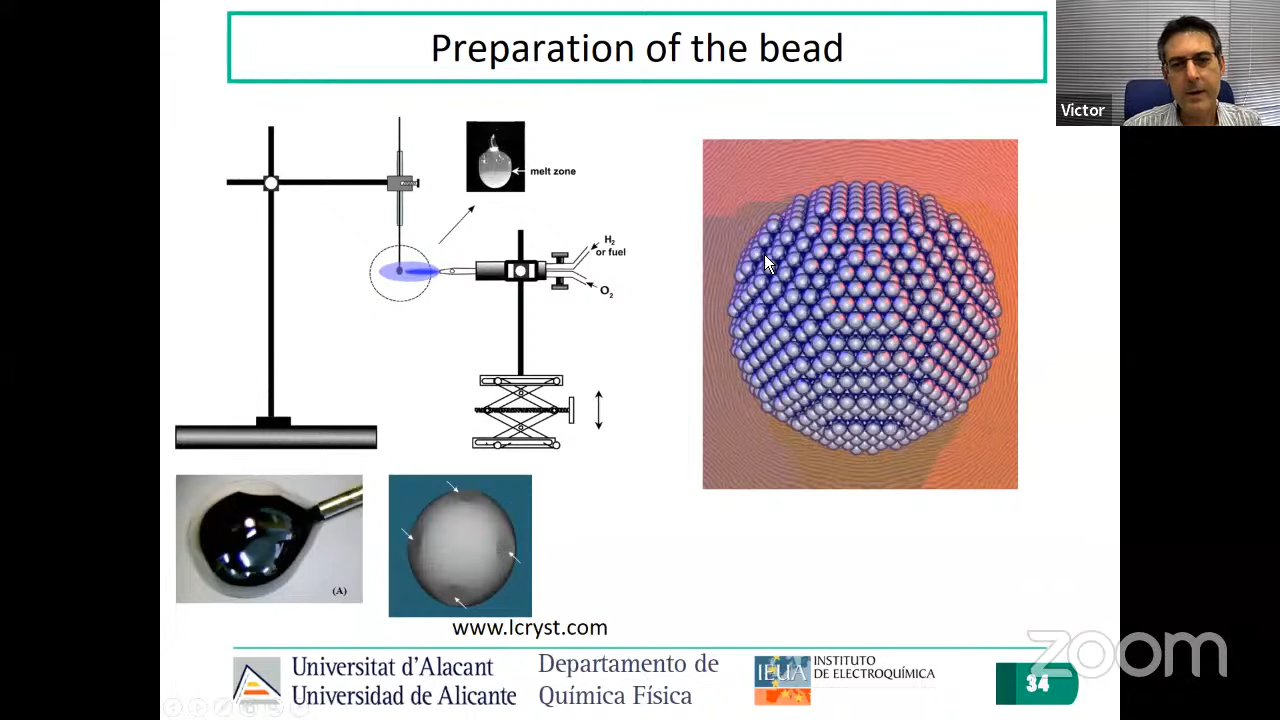 Preparation of the bead
Victor
melt zone
H2
or fuel
O2
(A)
www.lcryst.com
Universitat d'Alacant
Universidad de Alicante
Departamento de
Química Física
IEUA
INSTITUTO
DE ELECTROQUÍMICA
34
zoom